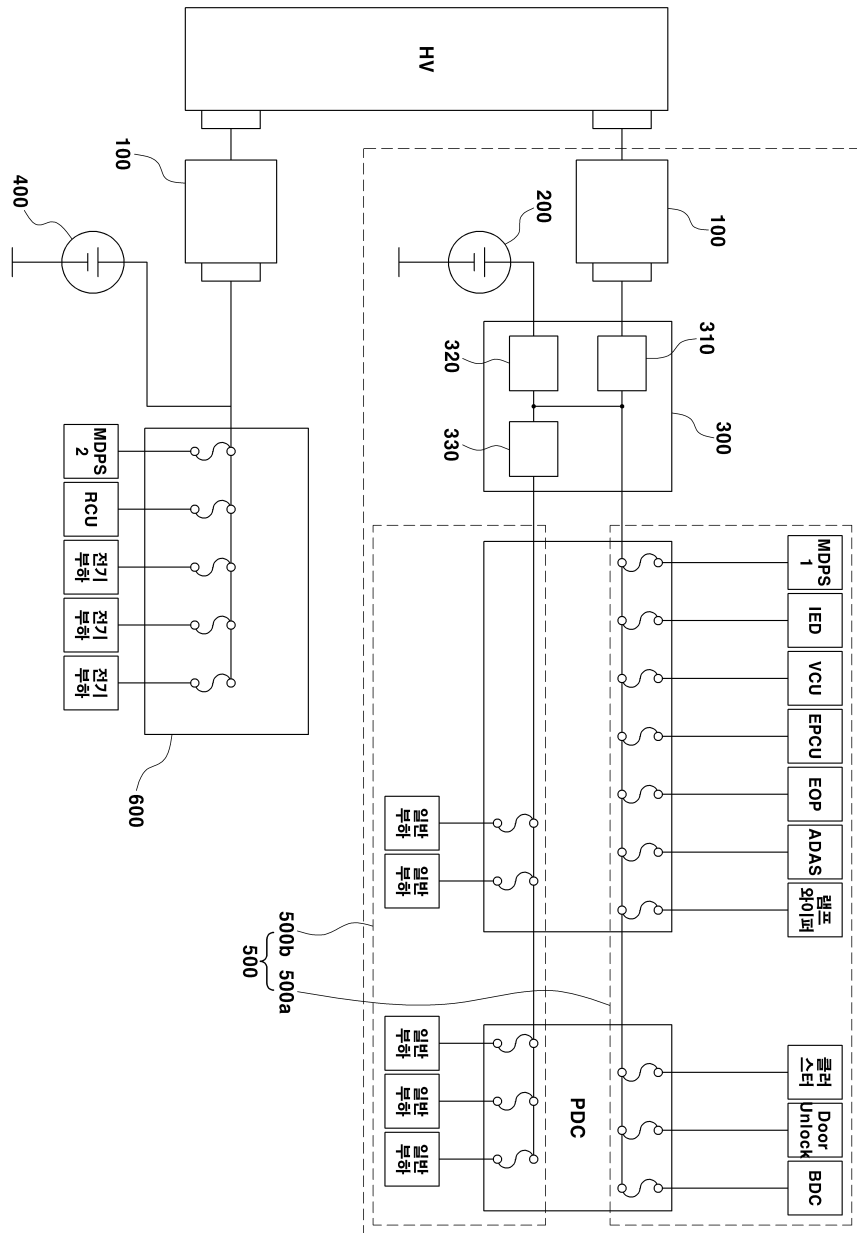 MDPS
1
IED
VCU
EPCU
EOP
ADAS
램프
와이퍼
클러
스터
Door
Unlock
BDC
100
310
300
PDC
HV
200
320
330
일반
부하
일반
부하
일반
부하
일반
부하
일반
부하
500a
500b
500
100
400
600
MDPS
2
RCU
전기
부하
전기
부하
전기
부하